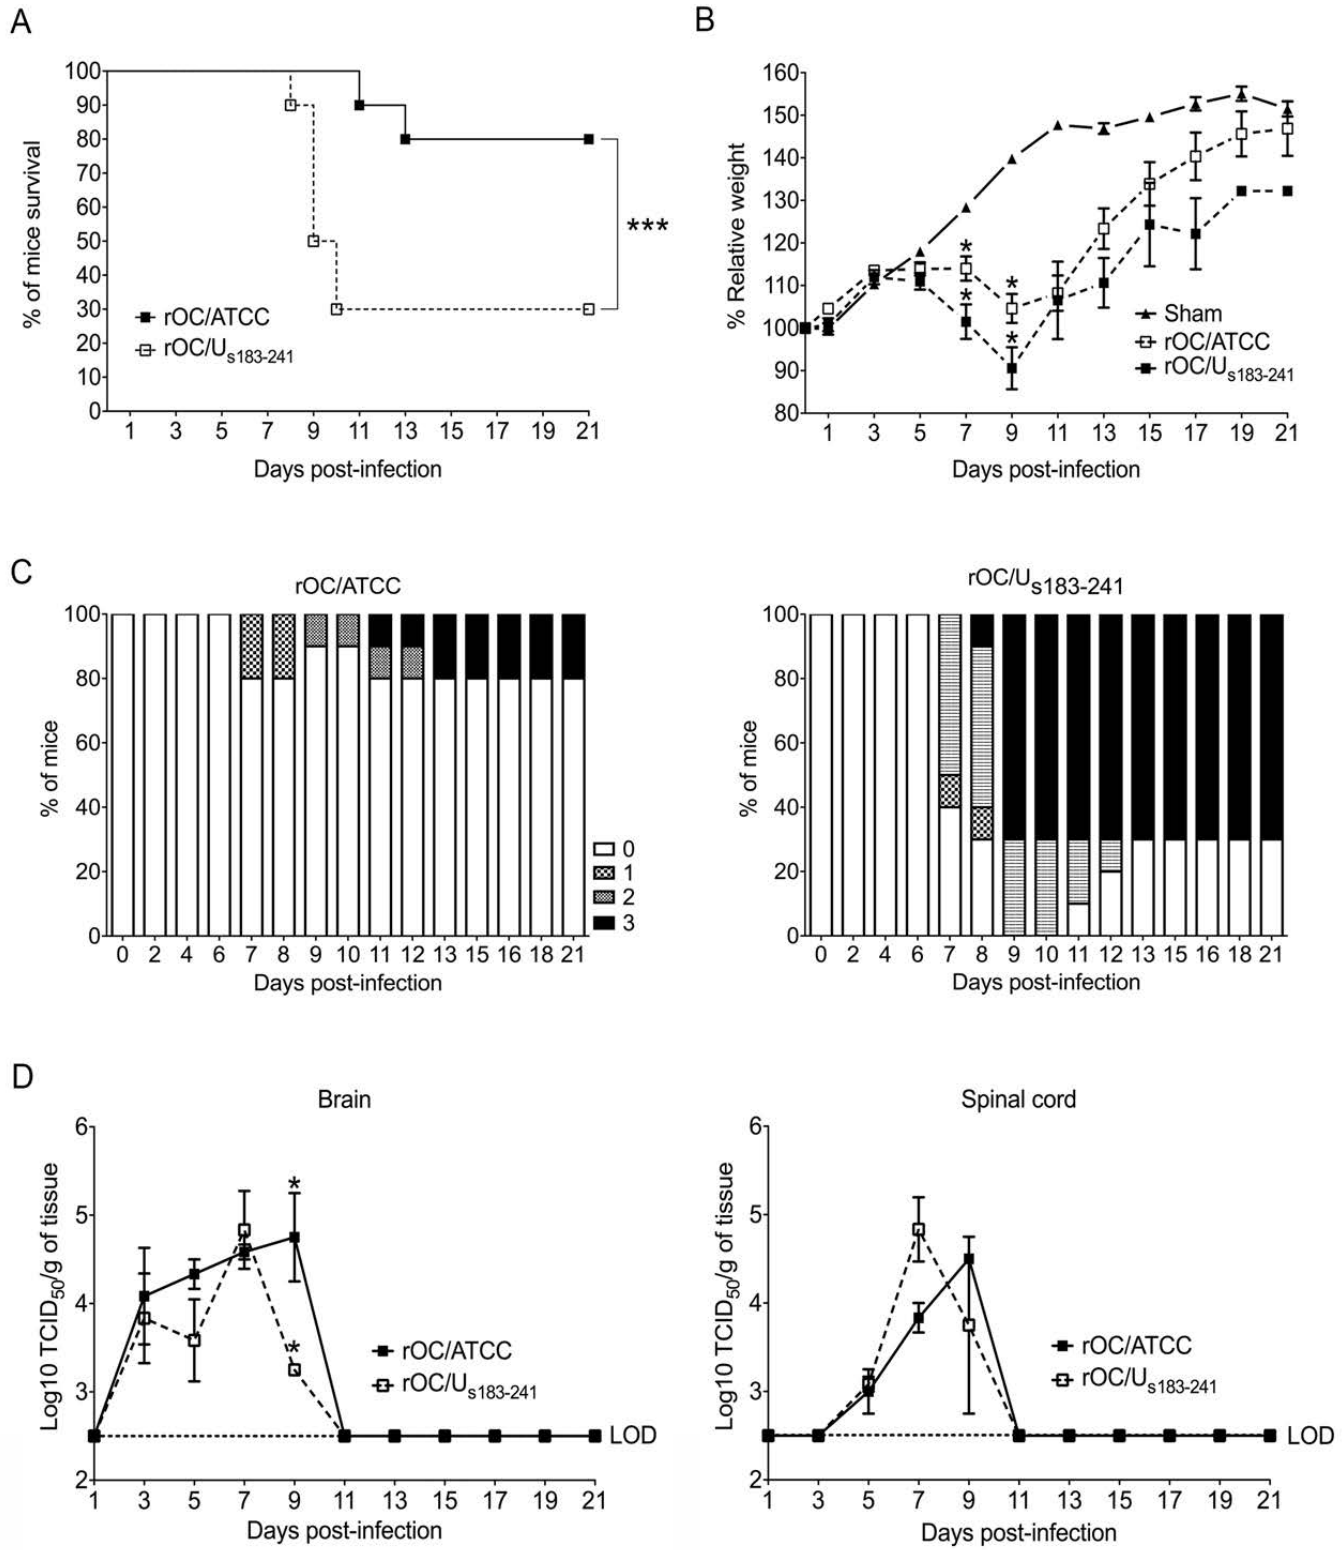 A
% of mice survival
100
90
80
70
60
50
40
30
20
10
0
***
rOC/ATCC
rOC/Us183-241
1 3 5 7 9 11 13 15 17 19 21
Days post-infection
B
% Relative weight
160
150
140
130
120
110
100
90
80
*
*
*
*
Sham
rOC/ATCC
rOC/Us183-241
1 3 5 7 9 11 13 15 17 19 21
Days post-infection
C
rOC/ATCC
% of mice
100
80
60
40
20
0
0
1
2
3
0 2 4 6 7 8 9 10 11 12 13 15 16 18 21
Days post-infection
rOC/Us183-241
% of mice
100
80
60
40
20
0
0 2 4 6 7 8 9 10 11 12 13 15 16 18 21
Days post-infection
D
Brain
Log10 TCID50/g of tissue
6
5
4
3
2
*
*
rOC/ATCC
rOC/Us183-241
LOD
1 3 5 7 9 11 13 15 17 19 21
Days post-infection
Spinal cord
Log10 TCID50/g of tissue
6
5
4
3
2
rOC/ATCC
rOC/Us183-241
LOD
1 3 5 7 9 11 13 15 17 19 21
Days post-infection